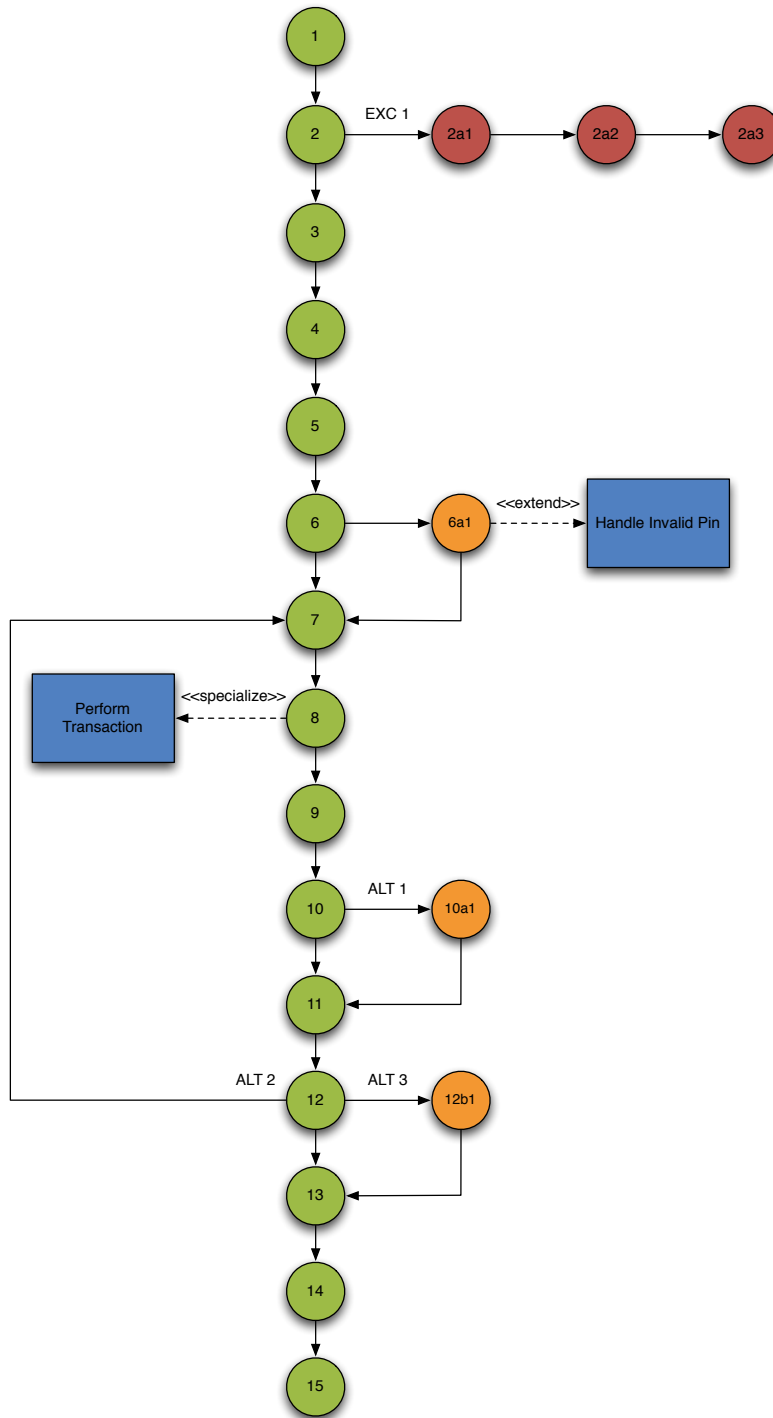 1
EXC 1
2
2a1
2a2
2a3
3
4
5
<<extend>>
6
6a1
Handle Invalid Pin
7
<<specialize>>
Perform
Transaction
8
9
ALT 1
10
10a1
11
ALT 2
ALT 3
12
12b1
13
14
15